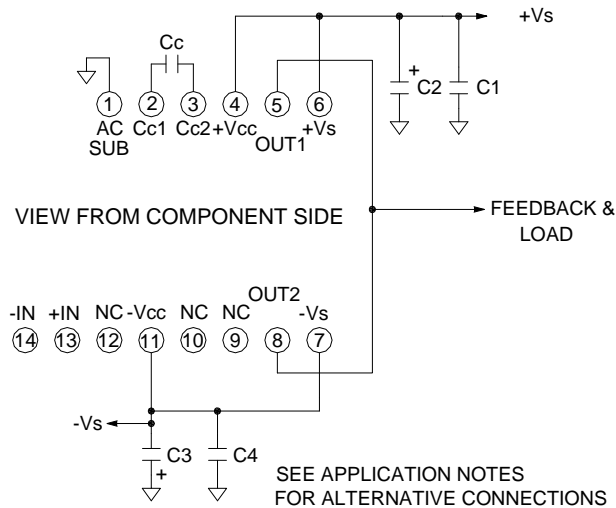 +Vs
Cc
+ C2 C1
1 2 3 4 5 6
AC Cc1 Cc2 +Vcc OUT1 +Vs
SUB
VIEW FROM COMPONENT SIDE
FEEDBACK &
LOAD
OUT2
-IN +IN NC -Vcc NC NC -Vs
14 13 12 11 10 9 8 7
-Vs
C3 C4
+
SEE APPLICATION NOTES
FOR ALTERNATIVE CONNECTIONS